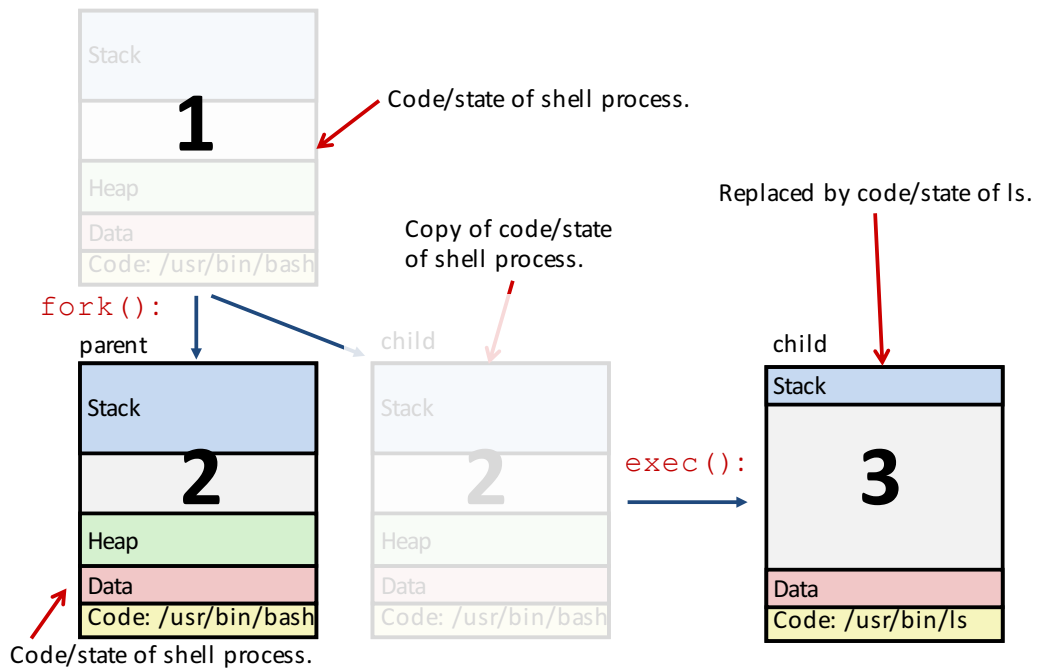 Stack
1
Code/state of shell process.
Heap
Data
Code: /usr/bin/bash
Replaced by code/state of ls.
Copy of code/state
of shell process.
fork():
parent
child
child
Stack
2
Heap
Data
Code: /usr/bin/bash
Stack
2
Heap
Data
Code: /usr/bin/bash
exec():
Stack
3
Data
Code: /usr/bin/ls
Code/state of shell process.